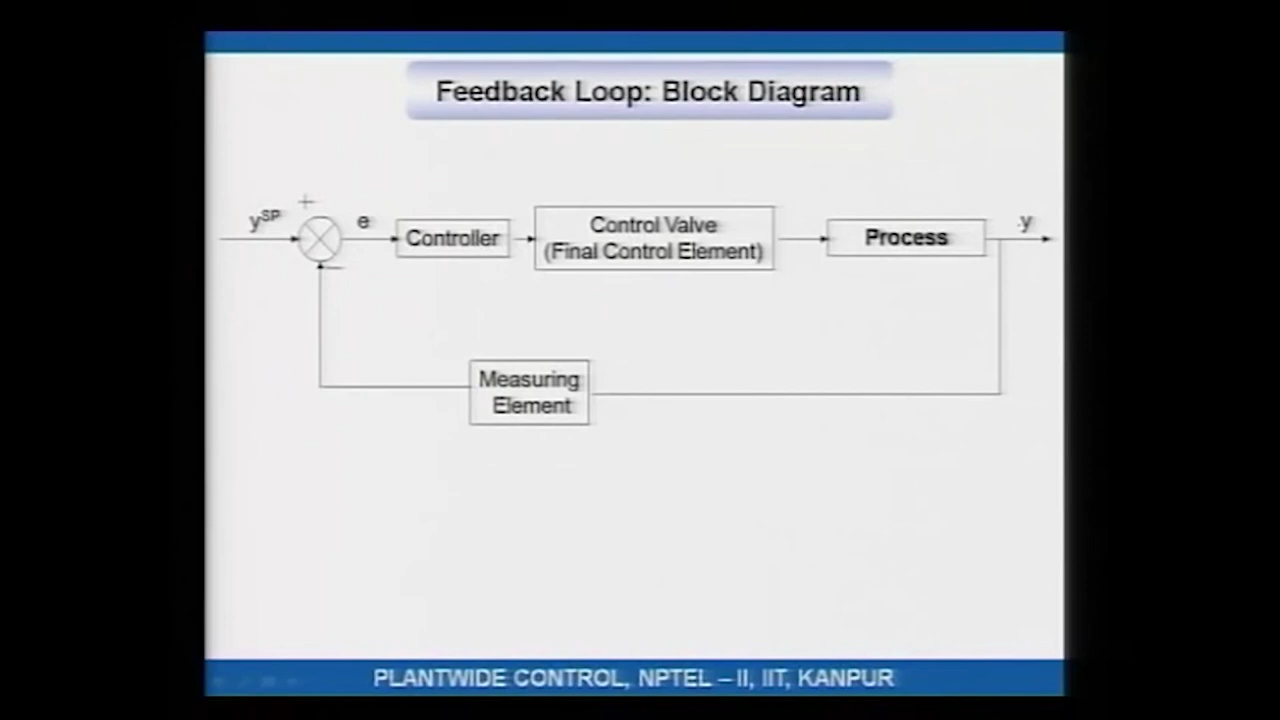 Feedback Loop: Block Diagram
+
y^SP
e
Controller
Control Valve
(Final Control Element)
Process
y
−
Measuring
Element
PLANTWIDE CONTROL, NPTEL – II, IIT, KANPUR